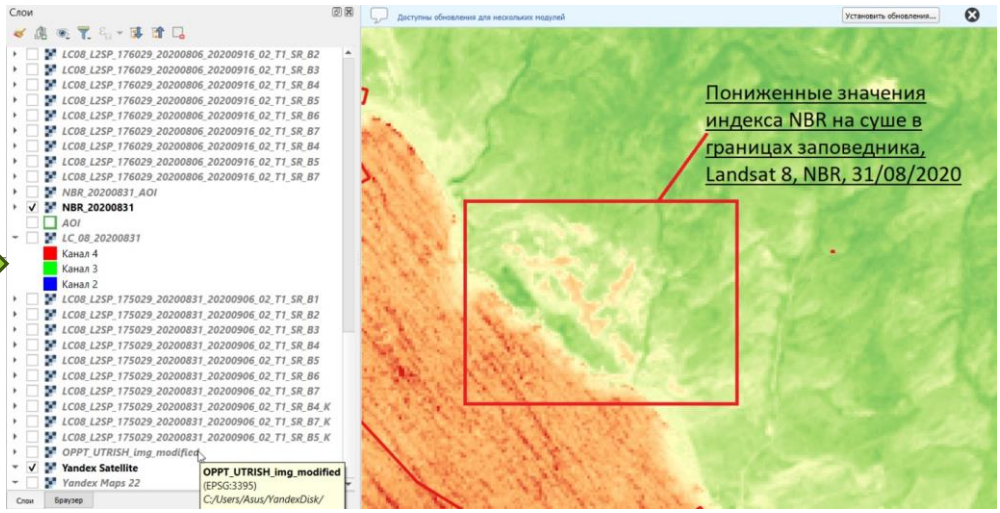 Слои
LC08_L2SP_176029_20200806_20200916_02_T1_SR_B2
LC08_L2SP_176029_20200806_20200916_02_T1_SR_B3
LC08_L2SP_176029_20200806_20200916_02_T1_SR_B4
LC08_L2SP_176029_20200806_20200916_02_T1_SR_B5
LC08_L2SP_176029_20200806_20200916_02_T1_SR_B6
LC08_L2SP_176029_20200806_20200916_02_T1_SR_B7
LC08_L2SP_176029_20200806_20200916_02_T1_SR_B4
LC08_L2SP_176029_20200806_20200916_02_T1_SR_B5
LC08_L2SP_176029_20200806_20200916_02_T1_SR_B7
NBR_20200831_AOI
NBR_20200831
AOI
LC_08_20200831
Канал 4
Канал 3
Канал 2
LC08_L2SP_175029_20200831_20200906_02_T1_SR_B1
LC08_L2SP_175029_20200831_20200906_02_T1_SR_B2
LC08_L2SP_175029_20200831_20200906_02_T1_SR_B3
LC08_L2SP_175029_20200831_20200906_02_T1_SR_B4
LC08_L2SP_175029_20200831_20200906_02_T1_SR_B5
LC08_L2SP_175029_20200831_20200906_02_T1_SR_B6
LC08_L2SP_175029_20200831_20200906_02_T1_SR_B7
LC08_L2SP_175029_20200831_20200906_02_T1_SR_B4_K
LC08_L2SP_175029_20200831_20200906_02_T1_SR_B7_K
LC08_L2SP_175029_20200831_20200906_02_T1_SR_B5_K
OPPT_UTRISH_img_modified
Yandex Satellite
Yandex Maps 22
OPPT_UTRISH_img_modified
(EPSG:3395)
C:/Users/Asus/YandexDisk/
Слои Браузер
Доступны обновления для нескольких модулей
Установить обновления...
Пониженные значения
индекса NBR на суше в
границах заповедника,
Landsat 8, NBR, 31/08/2020